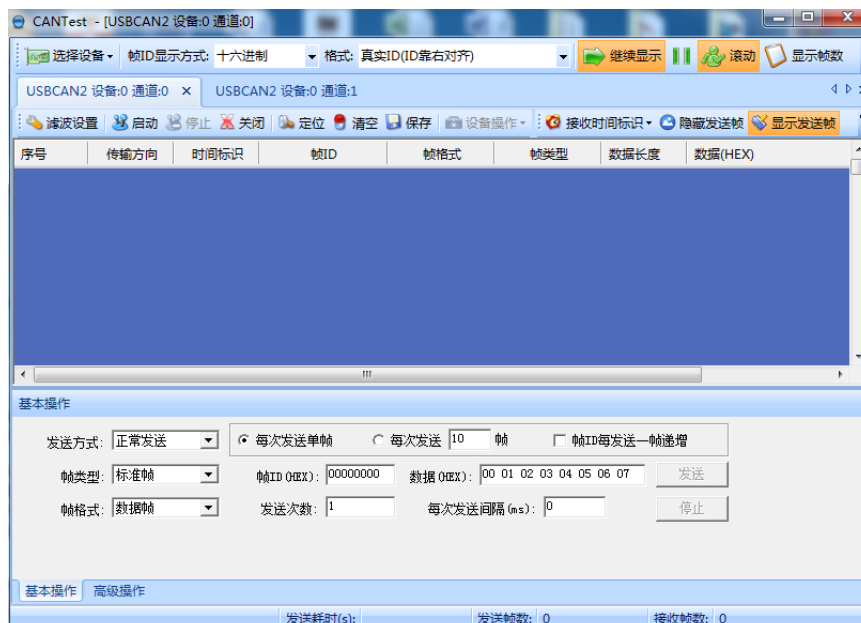 CANTest - [USBCAN2 设备:0 通道:0]
选择设备 帧ID显示方式: 十六进制 格式: 真实ID(ID靠右对齐) 继续显示 滚动 显示帧数
USBCAN2 设备:0 通道:0 × USBCAN2 设备:0 通道:1
滤波设置 启动 停止 关闭 定位 清空 保存 设备操作 接收时间标识 隐藏发送帧 显示发送帧
序号 传输方向 时间标识 帧ID 帧格式 帧类型 数据长度 数据(HEX)
基本操作
发送方式: 正常发送 每次发送单帧 每次发送 10 帧 帧ID每发送一帧递增
帧类型: 标准帧 帧ID(HEX): 00000000 数据(HEX): 00 01 02 03 04 05 06 07 发送
帧格式: 数据帧 发送次数: 1 每次发送间隔(ms): 0 停止
基本操作 高级操作
发送耗时(s): 发送帧数: 0 接收帧数: 0